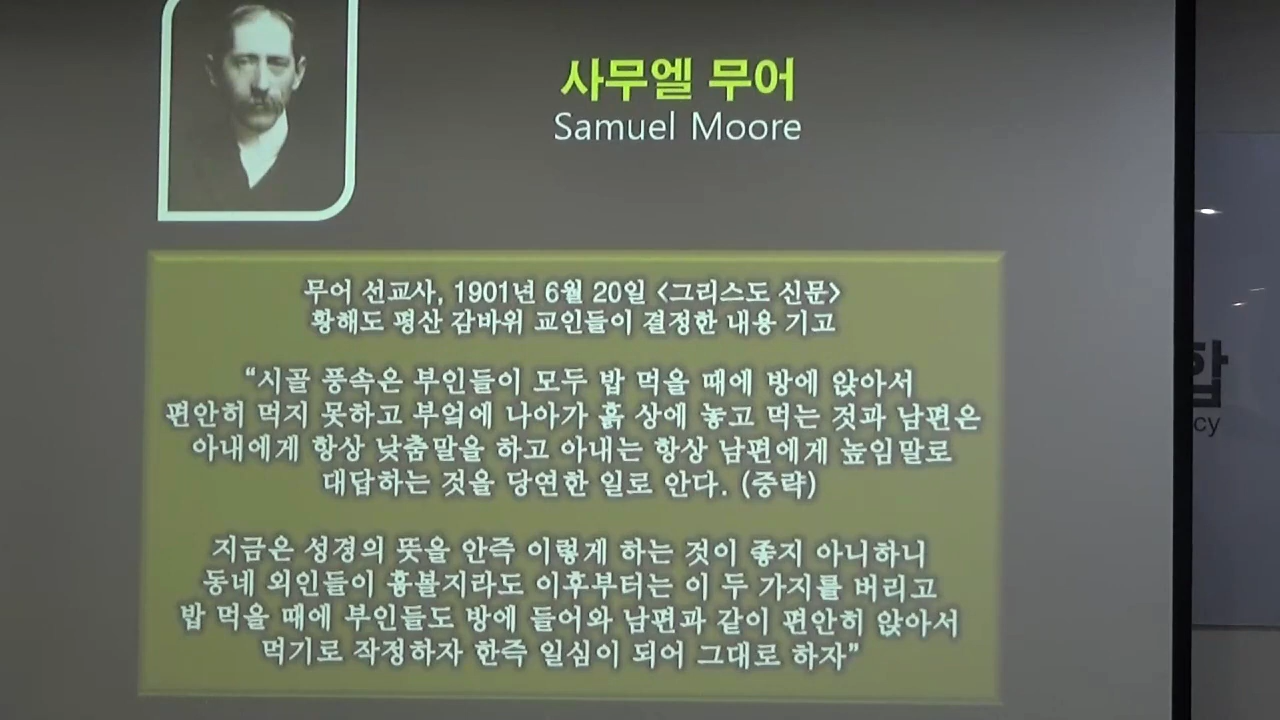 사무엘 무어
Samuel Moore
무어 선교사, 1901년 6월 20일 <그리스도 신문>
황해도 평산 감바위 교인들이 결정한 내용 기고
“시골 풍속은 부인들이 모두 밥 먹을 때에 방에 앉아서
편안히 먹지 못하고 부엌에 나아가 흙 상에 놓고 먹는 것과 남편은
아내에게 항상 낮춤말을 하고 아내는 항상 남편에게 높임말로
대답하는 것을 당연한 일로 안다. (중략)
지금은 성경의 뜻을 안즉 이렇게 하는 것이 좋지 아니하니
동네 외인들이 흉볼지라도 이후부터는 이 두 가지를 버리고
밥 먹을 때에 부인들도 방에 들어와 남편과 같이 편안히 앉아서
먹기로 작정하자 한즉 일심이 되어 그대로 하자”
합
cy